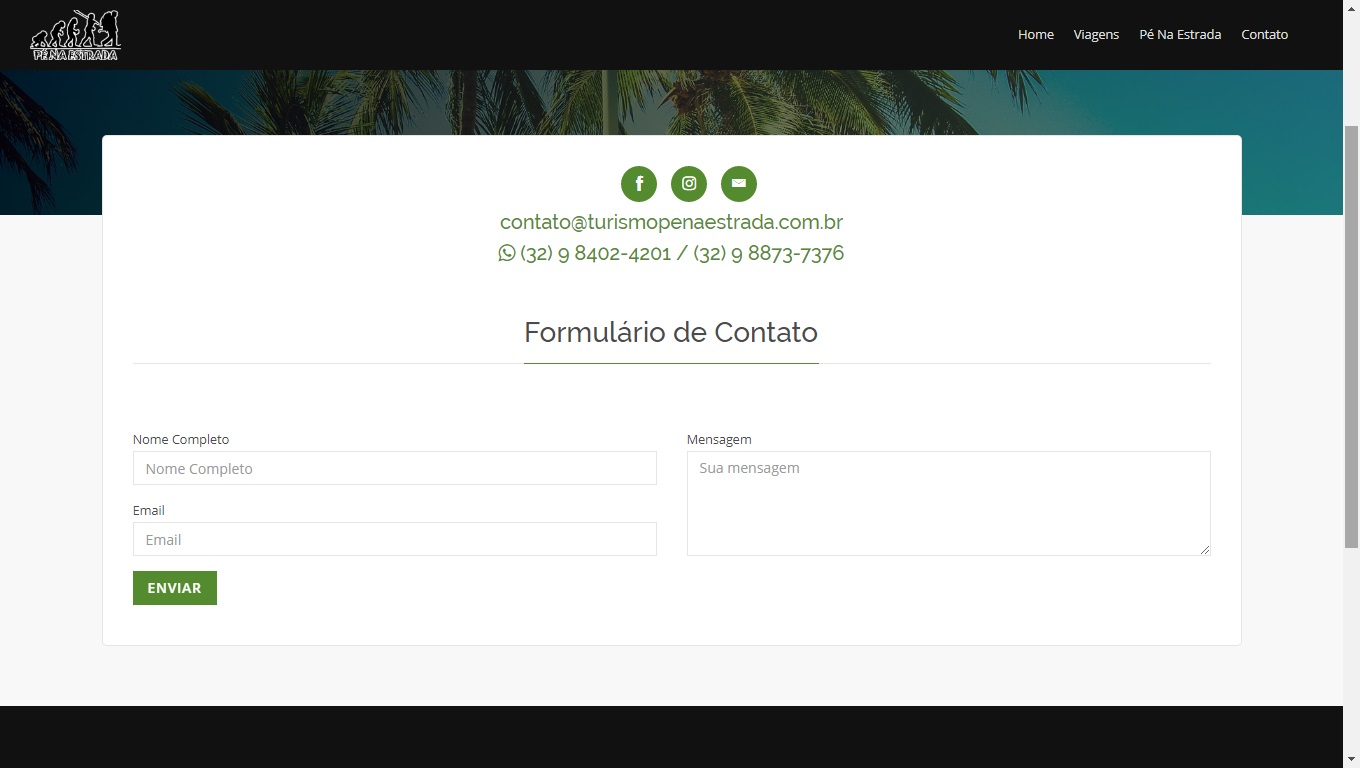 PÉ NA ESTRADA
Home Viagens Pé Na Estrada Contato
contato@turismopenaestrada.com.br
(32) 9 8402-4201 / (32) 9 8873-7376
Formulário de Contato
Nome Completo
Nome Completo
Email
Email
Mensagem
Sua mensagem
ENVIAR